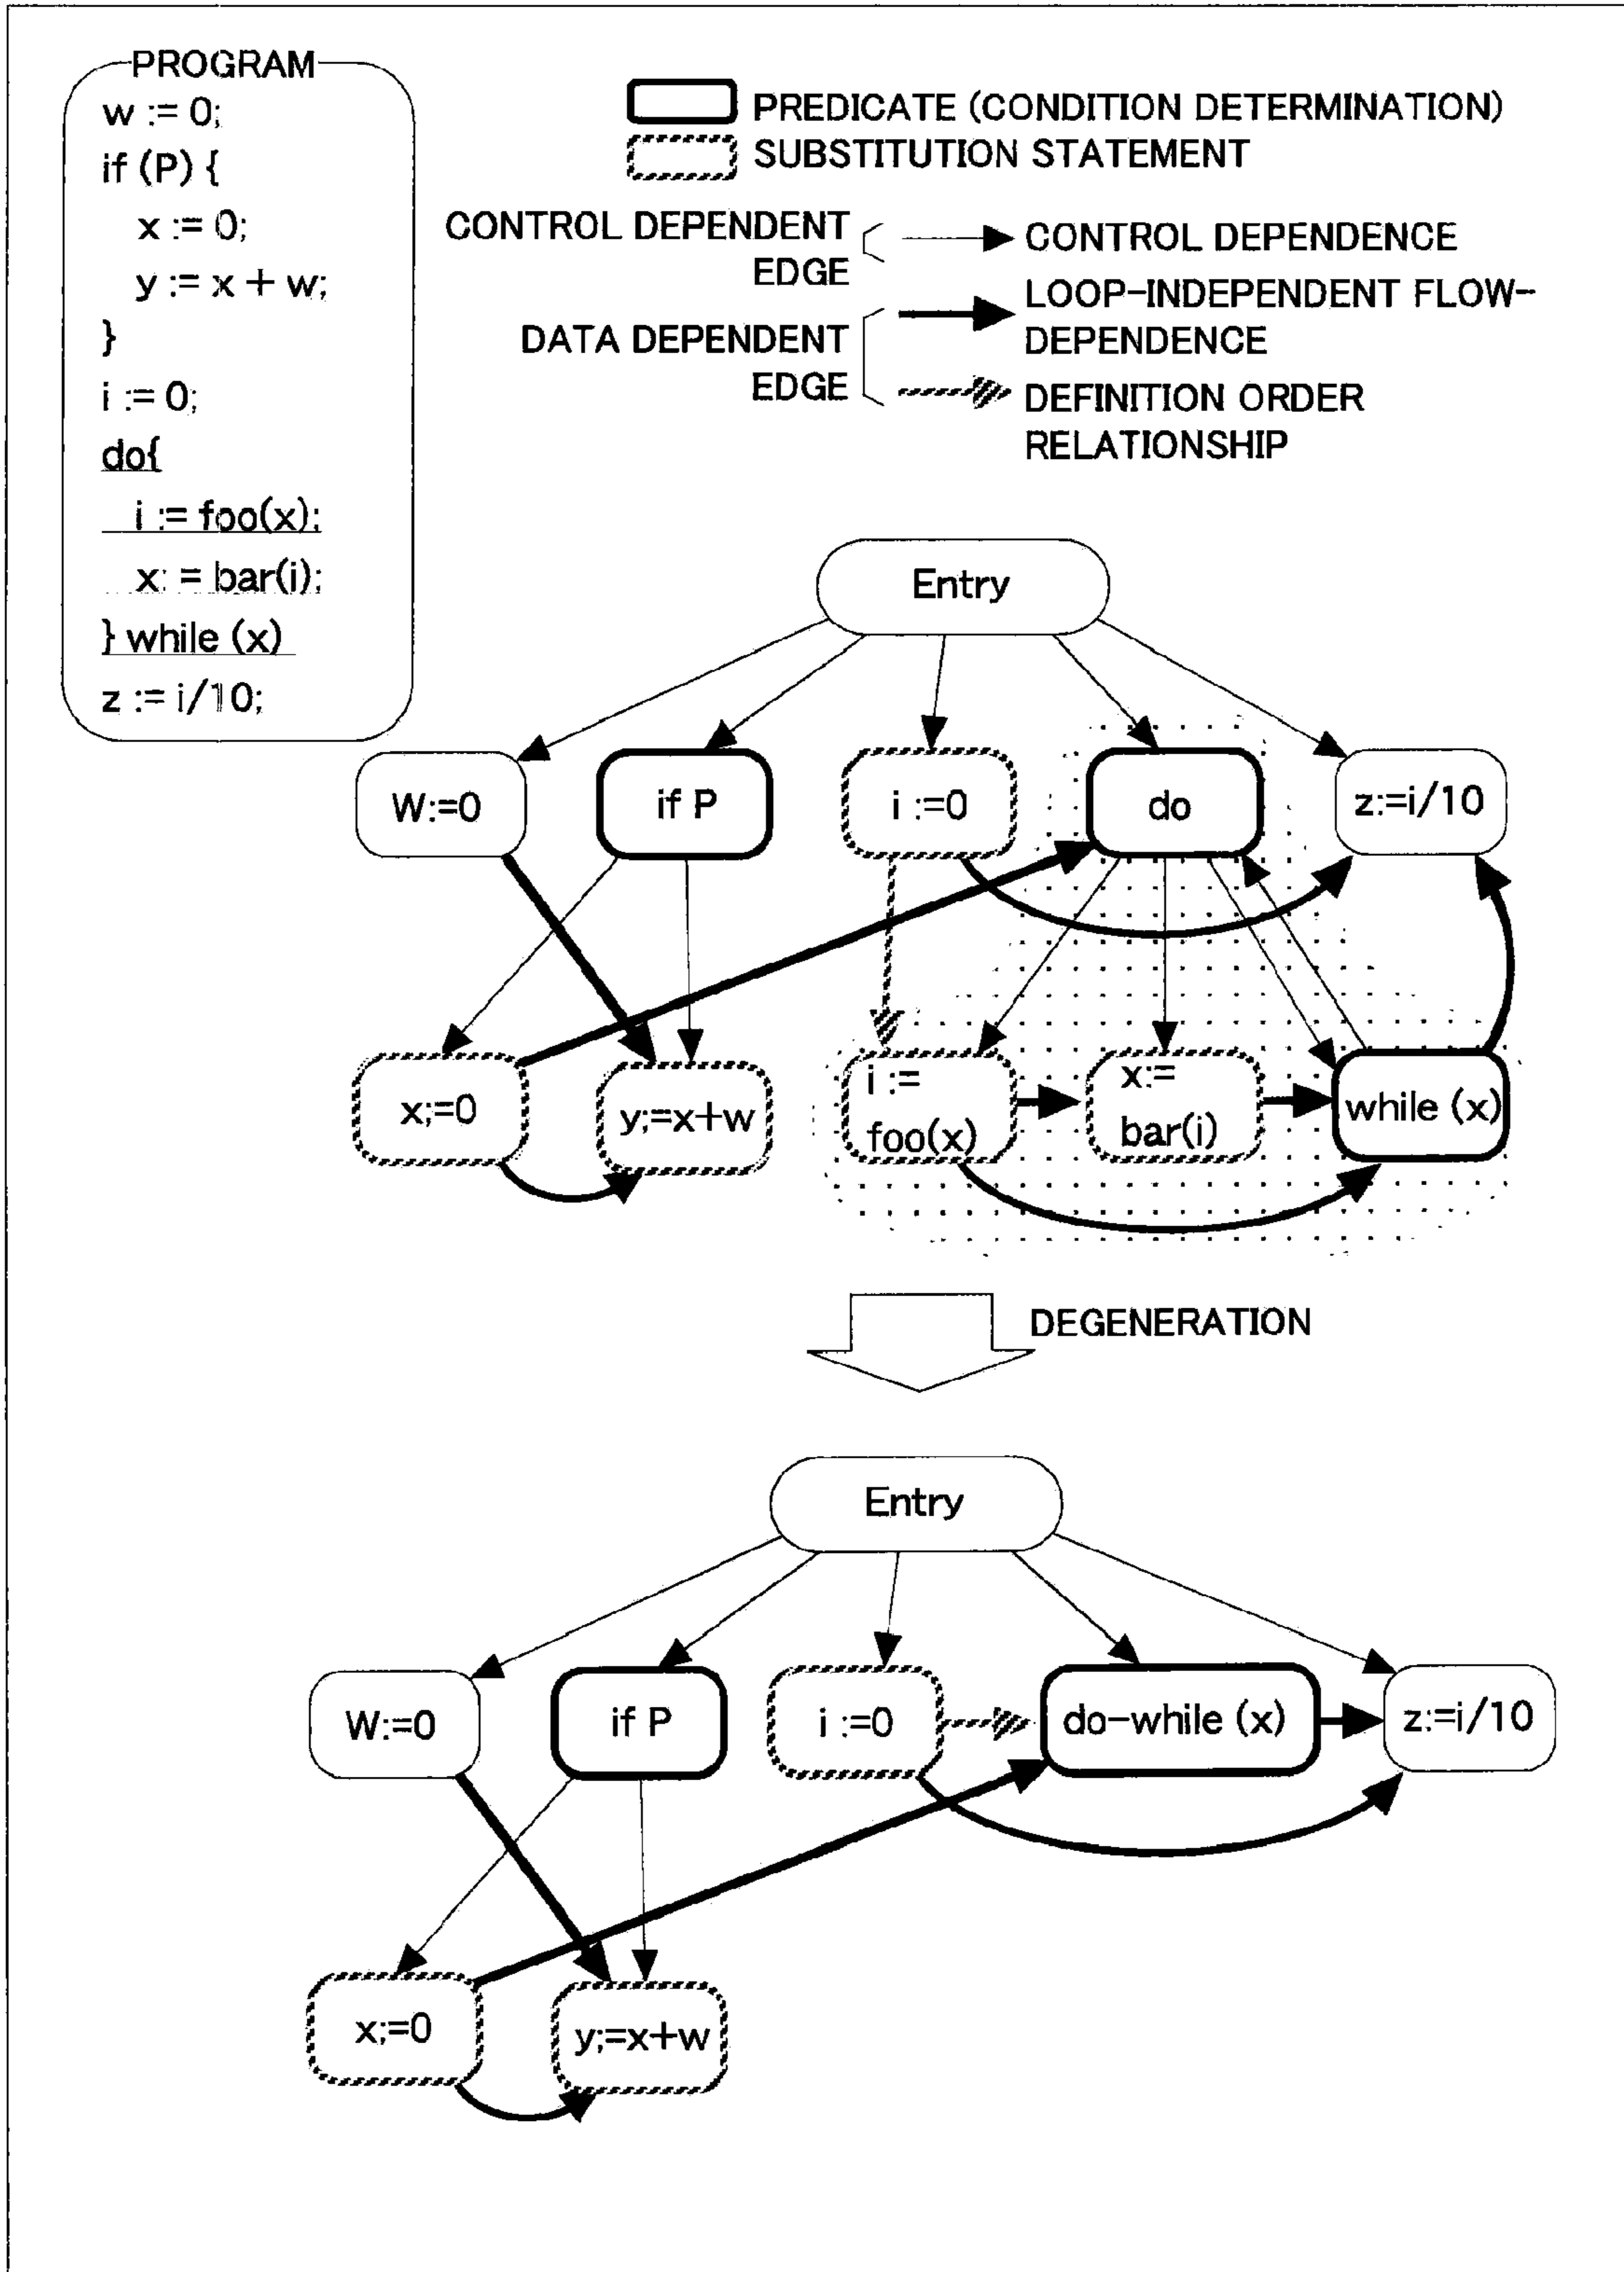 PROGRAM
w := 0;
if (P) {
x := 0;
y := x + w;
}
i := 0;
do{
i := foo(x);
x: = bar(i);
} while (x)
z := i/10;
PREDICATE (CONDITION DETERMINATION)
SUBSTITUTION STATEMENT
CONTROL DEPENDENT
EDGE
CONTROL DEPENDENCE
DATA DEPENDENT
EDGE
LOOP-INDEPENDENT FLOW-
DEPENDENCE
DEFINITION ORDER
RELATIONSHIP
Entry
W:=0
if P
i :=0
do
z:=i/10
x;=0
y;=x+w
i :=
foo(x)
x:=
bar(i)
while (x)
DEGENERATION
Entry
W:=0
if P
i :=0
do-while (x)
z:=i/10
x;=0
y;=x+w